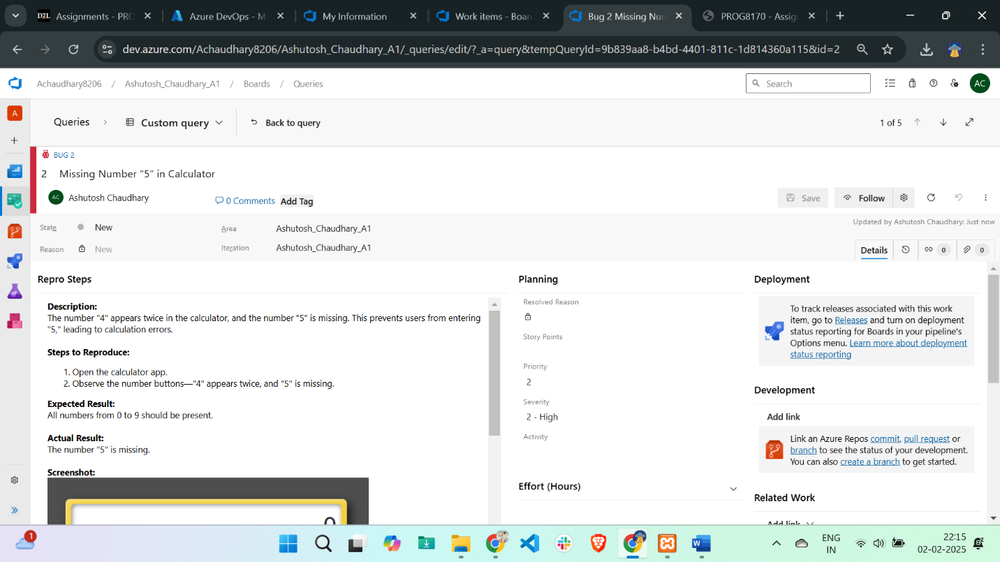 Assignments - PRO
Azure DevOps - M
My Information
Work items - Boar
Bug 2 Missing Num
PROG8170 - Assig
dev.azure.com/Achaudhary8206/Ashutosh_Chaudhary_A1/_queries/edit/?_a=query&tempQueryId=9b839aa8-b4bd-4401-811c-1d814360a115&id=2
Achaudhary8206 / Ashutosh_Chaudhary_A1 / Boards / Queries
Search
AC
A
Queries > Custom query
Back to query
1 of 5
BUG 2
2 Missing Number "5" in Calculator
AC Ashutosh Chaudhary
0 Comments
Add Tag
Save
Follow
State New
Reason New
Area Ashutosh_Chaudhary_A1
Iteration Ashutosh_Chaudhary_A1
Updated by Ashutosh Chaudhary: Just now
Details
0
0
Repro Steps
Description:
The number "4" appears twice in the calculator, and the number "5" is missing. This prevents users from entering
"5," leading to calculation errors.
Steps to Reproduce:
1. Open the calculator app.
2. Observe the number buttons—"4" appears twice, and "5" is missing.
Expected Result:
All numbers from 0 to 9 should be present.
Actual Result:
The number "5" is missing.
Screenshot:
0
Planning
Resolved Reason
Story Points
Priority
2
Severity
2 - High
Activity
Effort (Hours)
Deployment
To track releases associated with this work
item, go to Releases and turn on deployment
status reporting for Boards in your pipeline's
Options menu. Learn more about deployment
status reporting
Development
Add link
Link an Azure Repos commit, pull request or
branch to see the status of your development.
You can also create a branch to get started.
Related Work
Add link
1
ENG
IN
22:15
02-02-2025